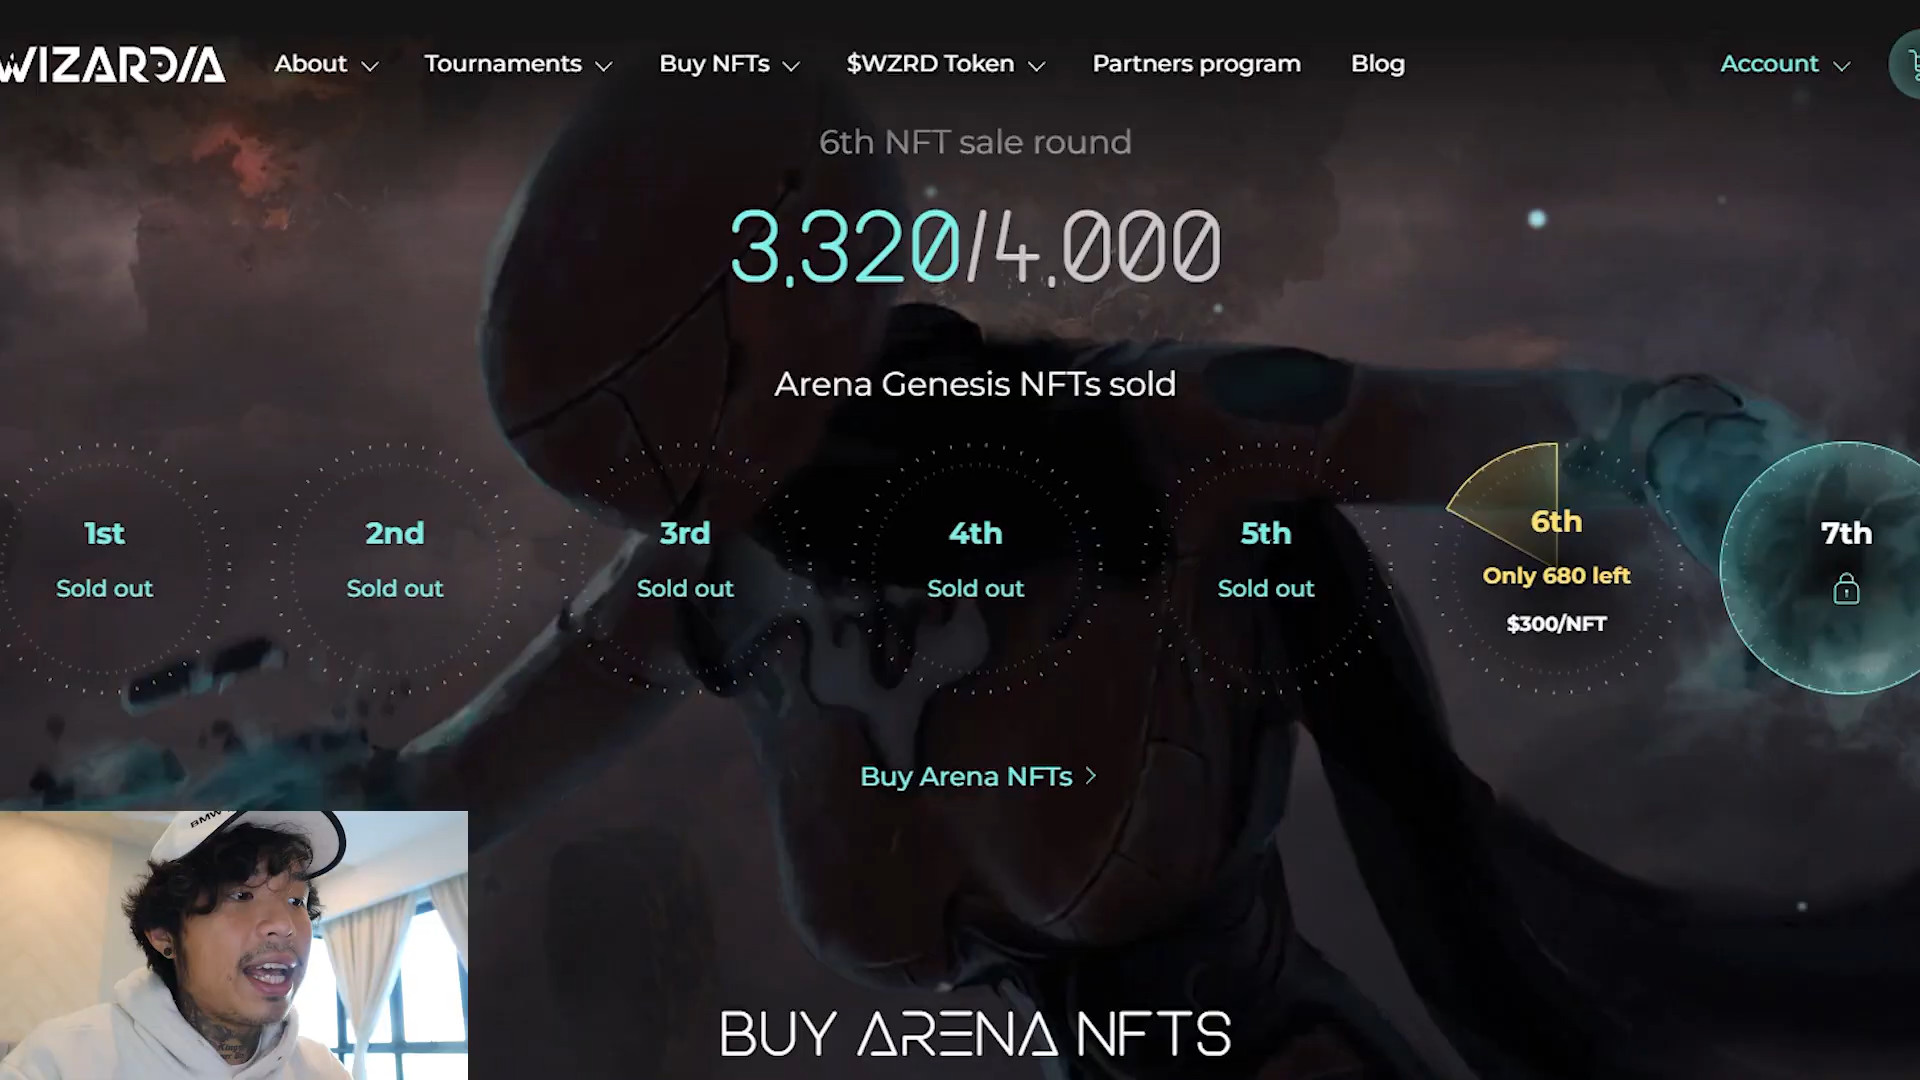 WIZARDIA
About
Tournaments
Buy NFTs
$WZRD Token
Partners program
Blog
Account
6th NFT sale round
3,320/4,000
Arena Genesis NFTs sold
1st
Sold out
2nd
Sold out
3rd
Sold out
4th
Sold out
5th
Sold out
6th
Only 680 left
$300/NFT
7th
Buy Arena NFTs
BMW
BUY ARENA NFTS